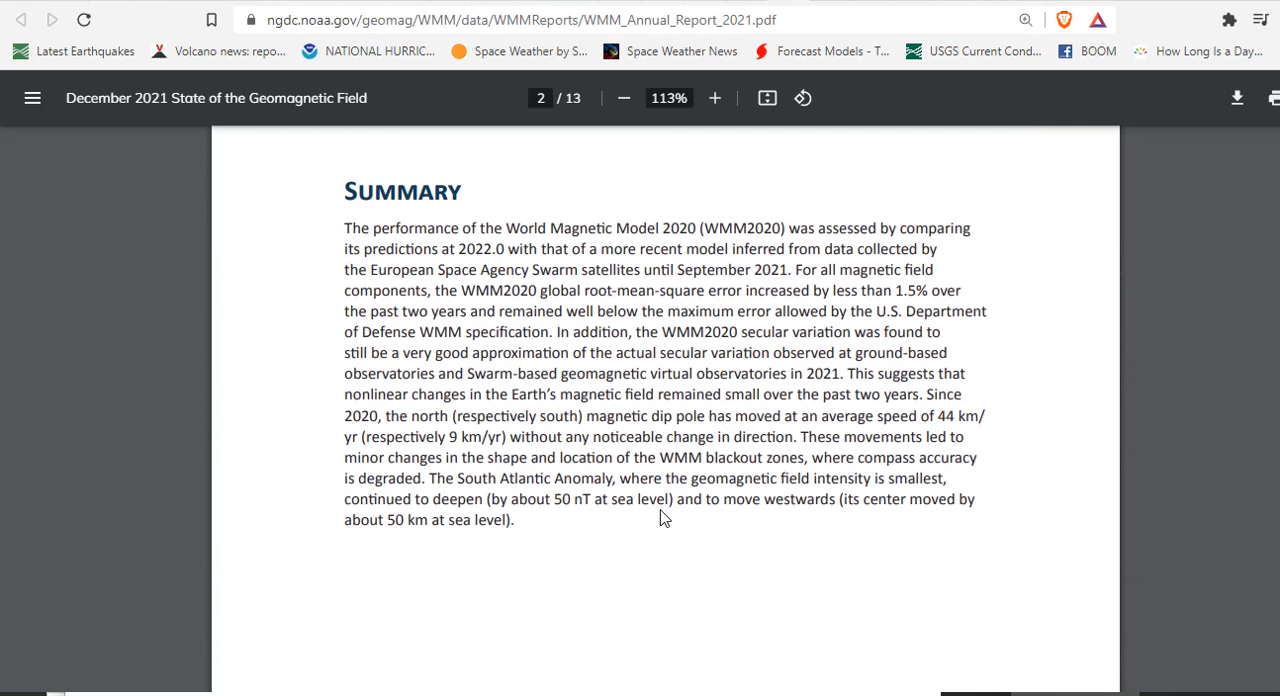 ngdc.noaa.gov/geomag/WMM/data/WMMReports/WMM_Annual_Report_2021.pdf
Latest Earthquakes Volcano news: repo... NATIONAL HURRIC... Space Weather by S... Space Weather News Forecast Models - T... USGS Current Cond... BOOM How Long Is a Day...
December 2021 State of the Geomagnetic Field 2 / 13 113%
SUMMARY
The performance of the World Magnetic Model 2020 (WMM2020) was assessed by comparing
its predictions at 2022.0 with that of a more recent model inferred from data collected by
the European Space Agency Swarm satellites until September 2021. For all magnetic field
components, the WMM2020 global root-mean-square error increased by less than 1.5% over
the past two years and remained well below the maximum error allowed by the U.S. Department
of Defense WMM specification. In addition, the WMM2020 secular variation was found to
still be a very good approximation of the actual secular variation observed at ground-based
observatories and Swarm-based geomagnetic virtual observatories in 2021. This suggests that
nonlinear changes in the Earth's magnetic field remained small over the past two years. Since
2020, the north (respectively south) magnetic dip pole has moved at an average speed of 44 km/
yr (respectively 9 km/yr) without any noticeable change in direction. These movements led to
minor changes in the shape and location of the WMM blackout zones, where compass accuracy
is degraded. The South Atlantic Anomaly, where the geomagnetic field intensity is smallest,
continued to deepen (by about 50 nT at sea level) and to move westwards (its center moved by
about 50 km at sea level).